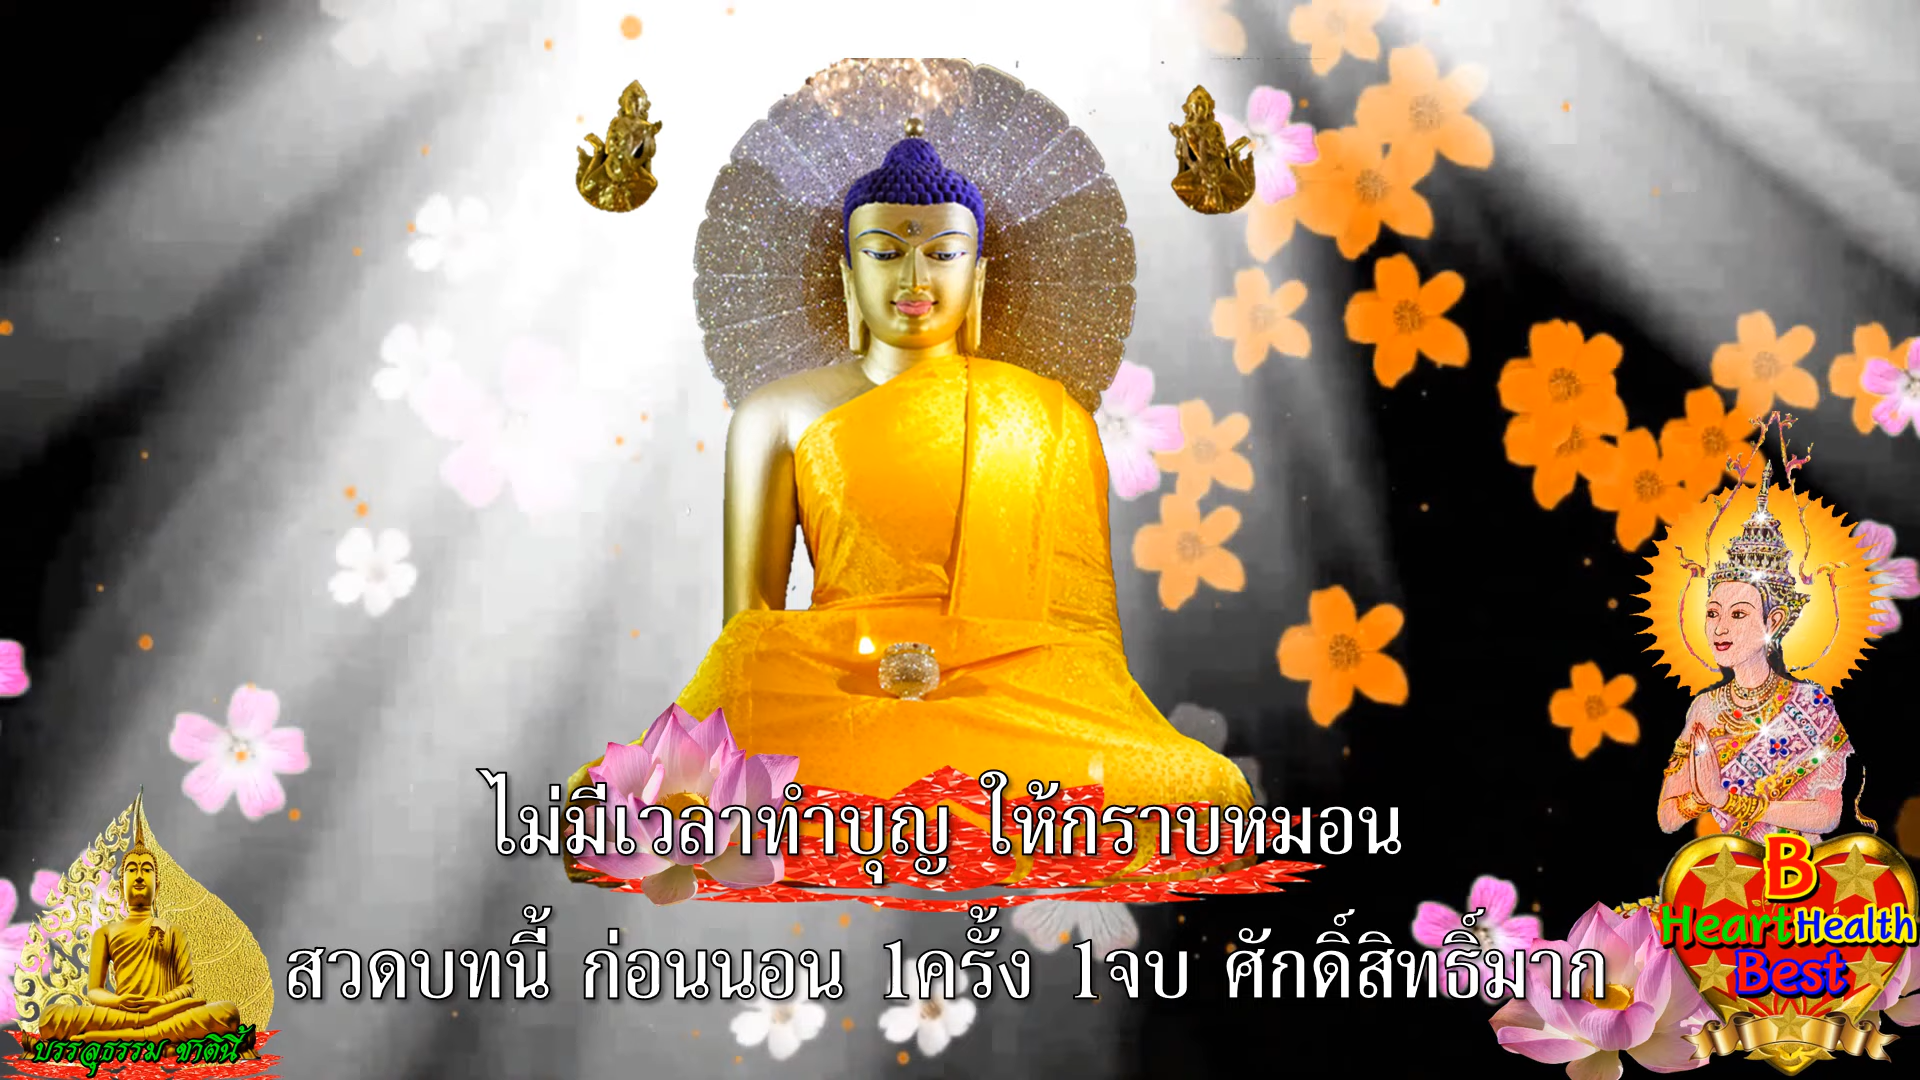 ไม่มีเวลาทำบุญ ให้กราบหมอน
สวดบทนี้ ก่อนนอน 1ครั้ง 1จบ ศักดิ์สิทธิ์มาก
บรรลุธรรม ชาตินี้
B
HeartHealth
Best